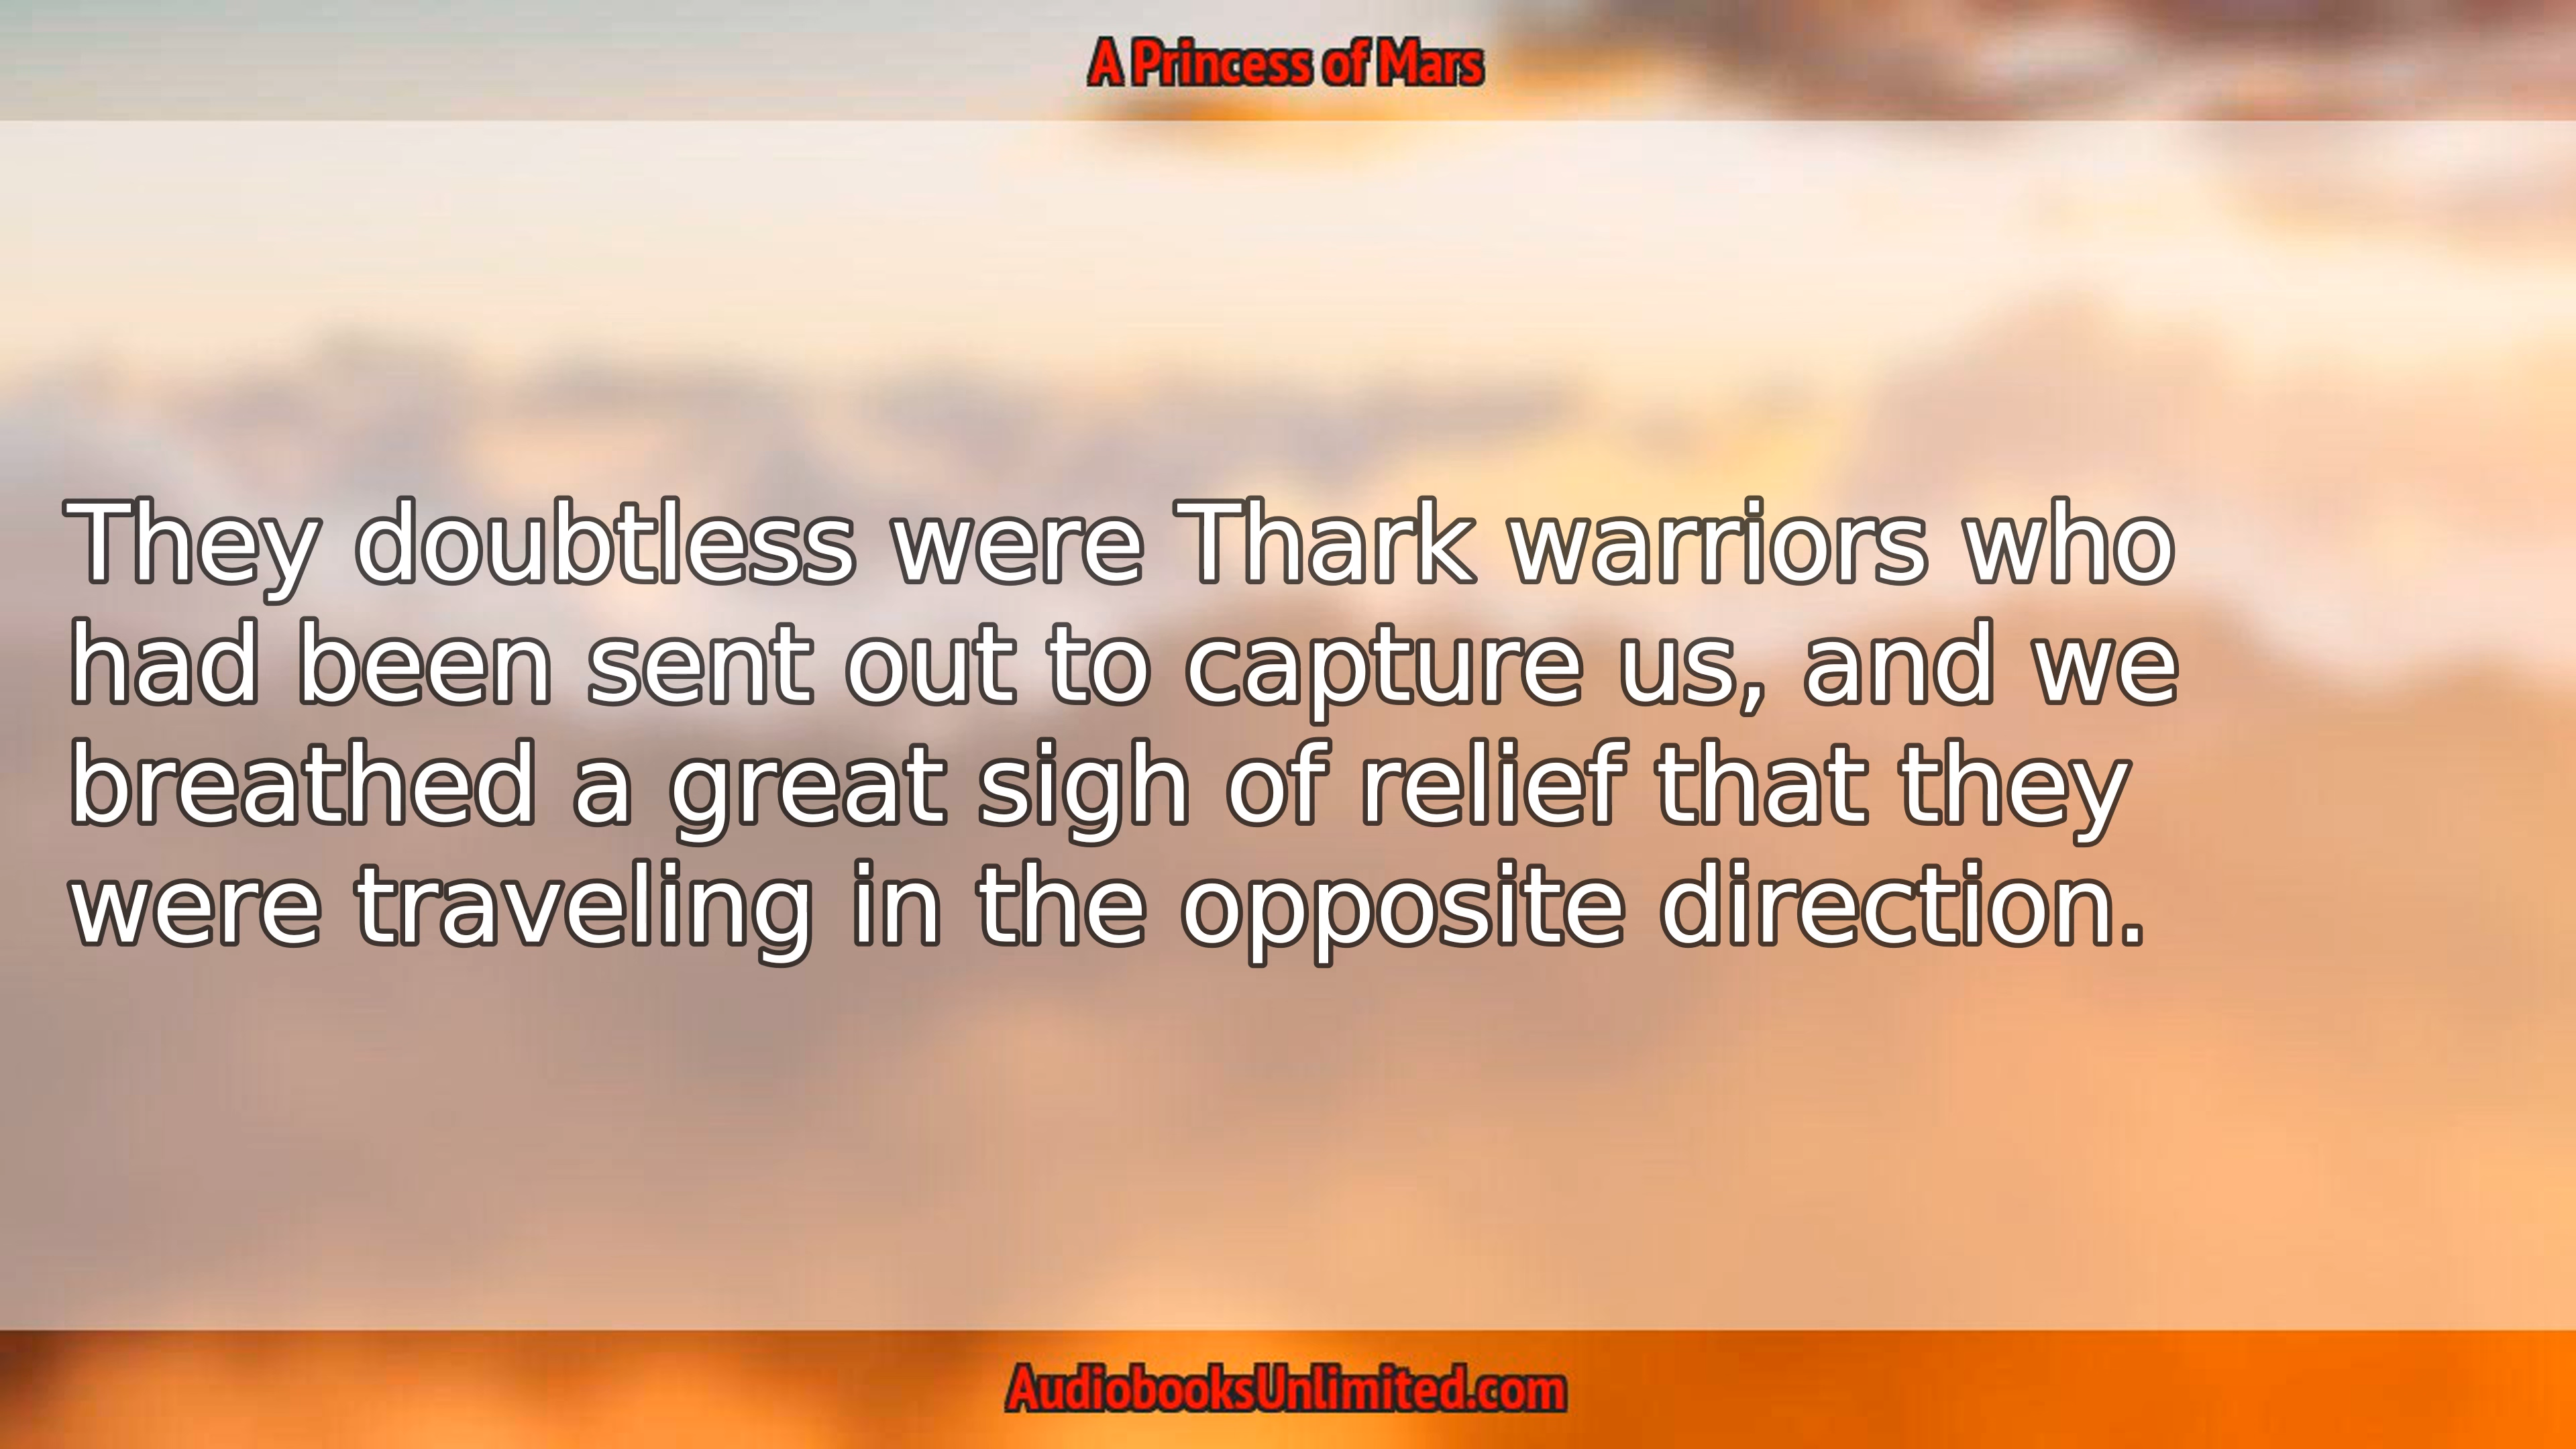 A Princess of Mars
They doubtless were Thark warriors who
had been sent out to capture us, and we
breathed a great sigh of relief that they
were traveling in the opposite direction.
AudiobooksUnlimited.com